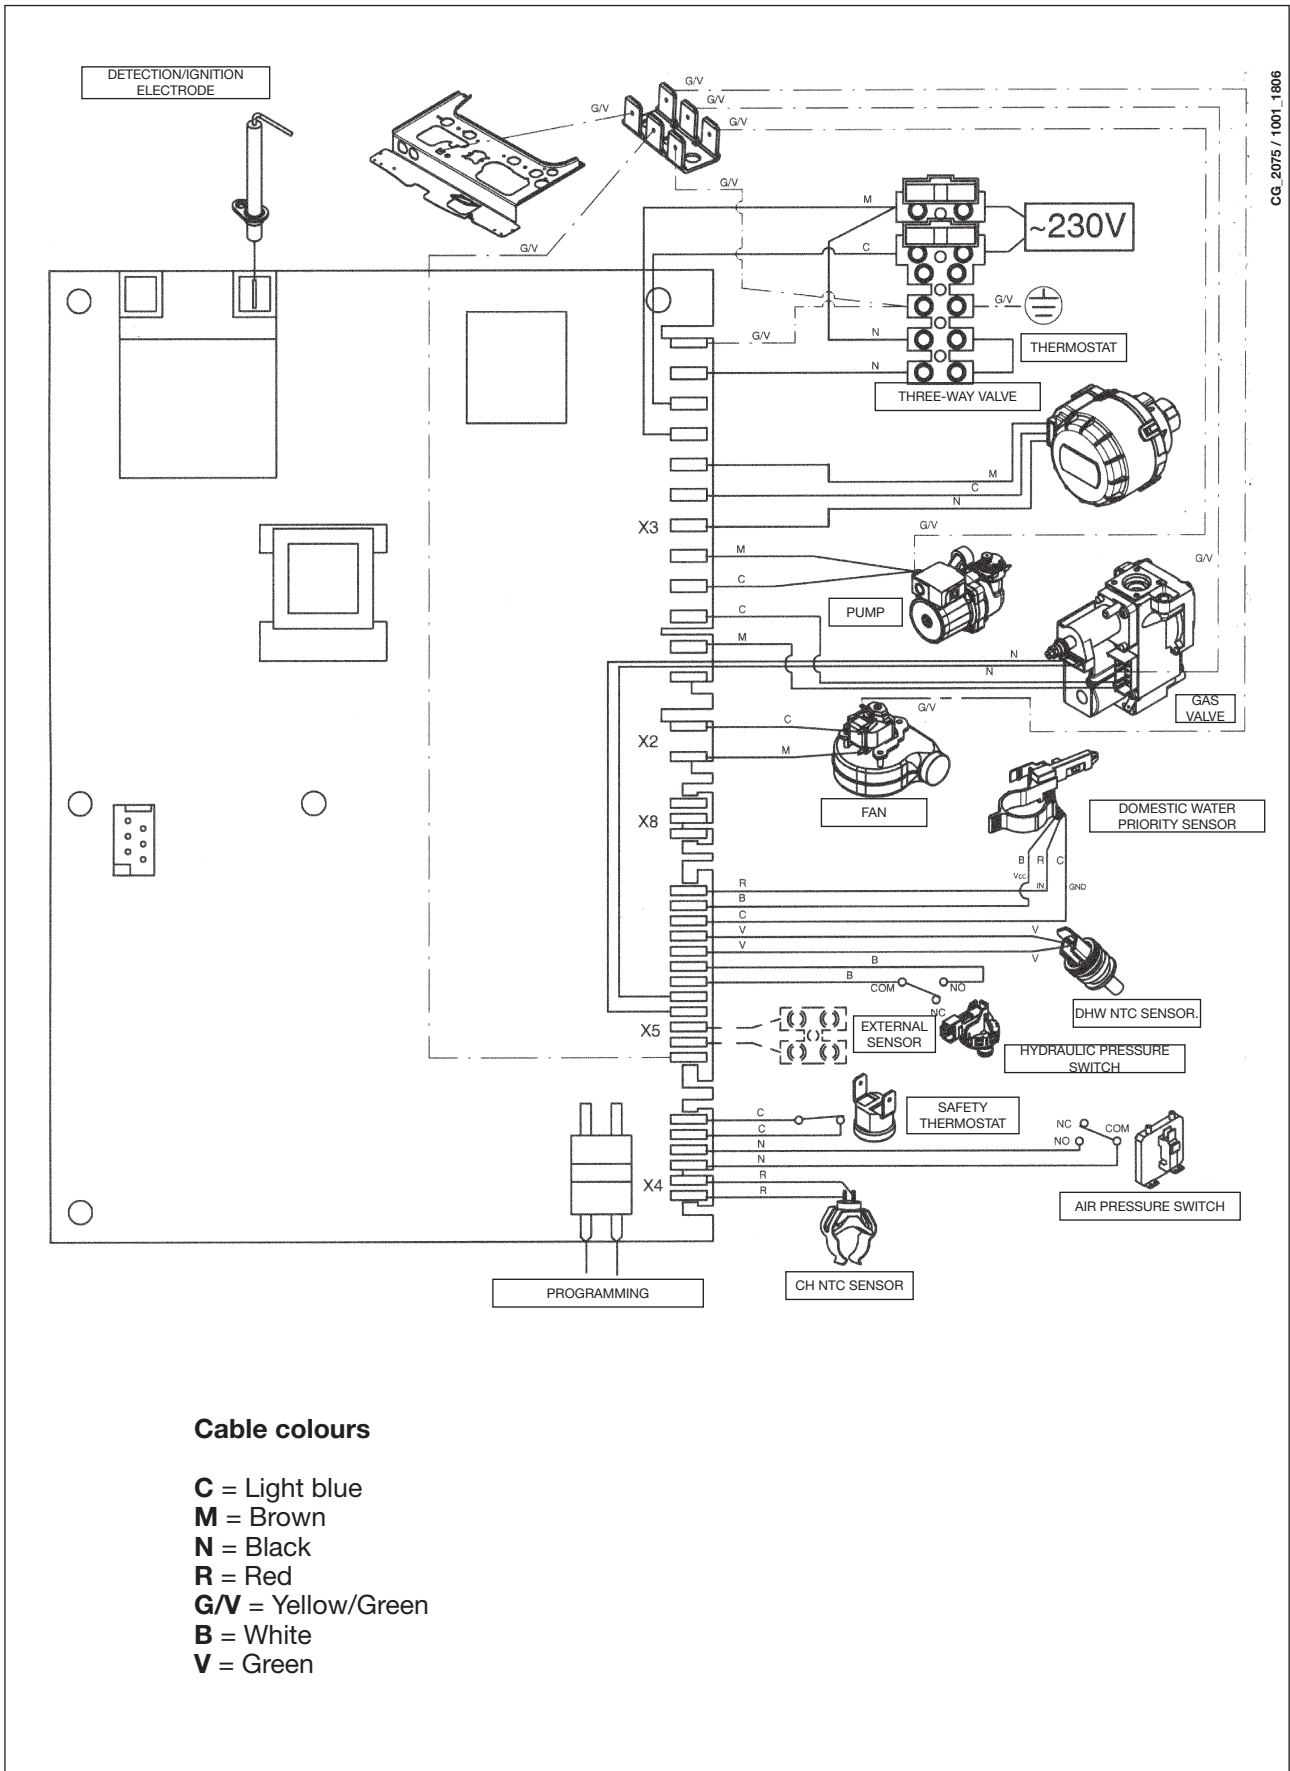 DETECTION/IGNITION
ELECTRODE
CG_2075 / 1001_1806
G/V
G/V
G/V
G/V
G/V
G/V
M
C
~230V
G/V
G/V
N
THERMOSTAT
N
THREE-WAY VALVE
M
C
N
X3
G/V
G/V
M
C
PUMP
C
M
N
N
GAS
VALVE
G/V
C
X2
M
FAN
X8
DOMESTIC WATER
PRIORITY SENSOR
B R C
Vcc
IN
GND
R
B
C
V
V
V
V
B
B
COM
NO
NC
DHW NTC SENSOR.
X5
EXTERNAL
SENSOR
HYDRAULIC PRESSURE
SWITCH
SAFETY
THERMOSTAT
C
C
N
N
R
R
NC
COM
NO
X4
AIR PRESSURE SWITCH
CH NTC SENSOR
PROGRAMMING
Cable colours
C = Light blue
M = Brown
N = Black
R = Red
G/V = Yellow/Green
B = White
V = Green